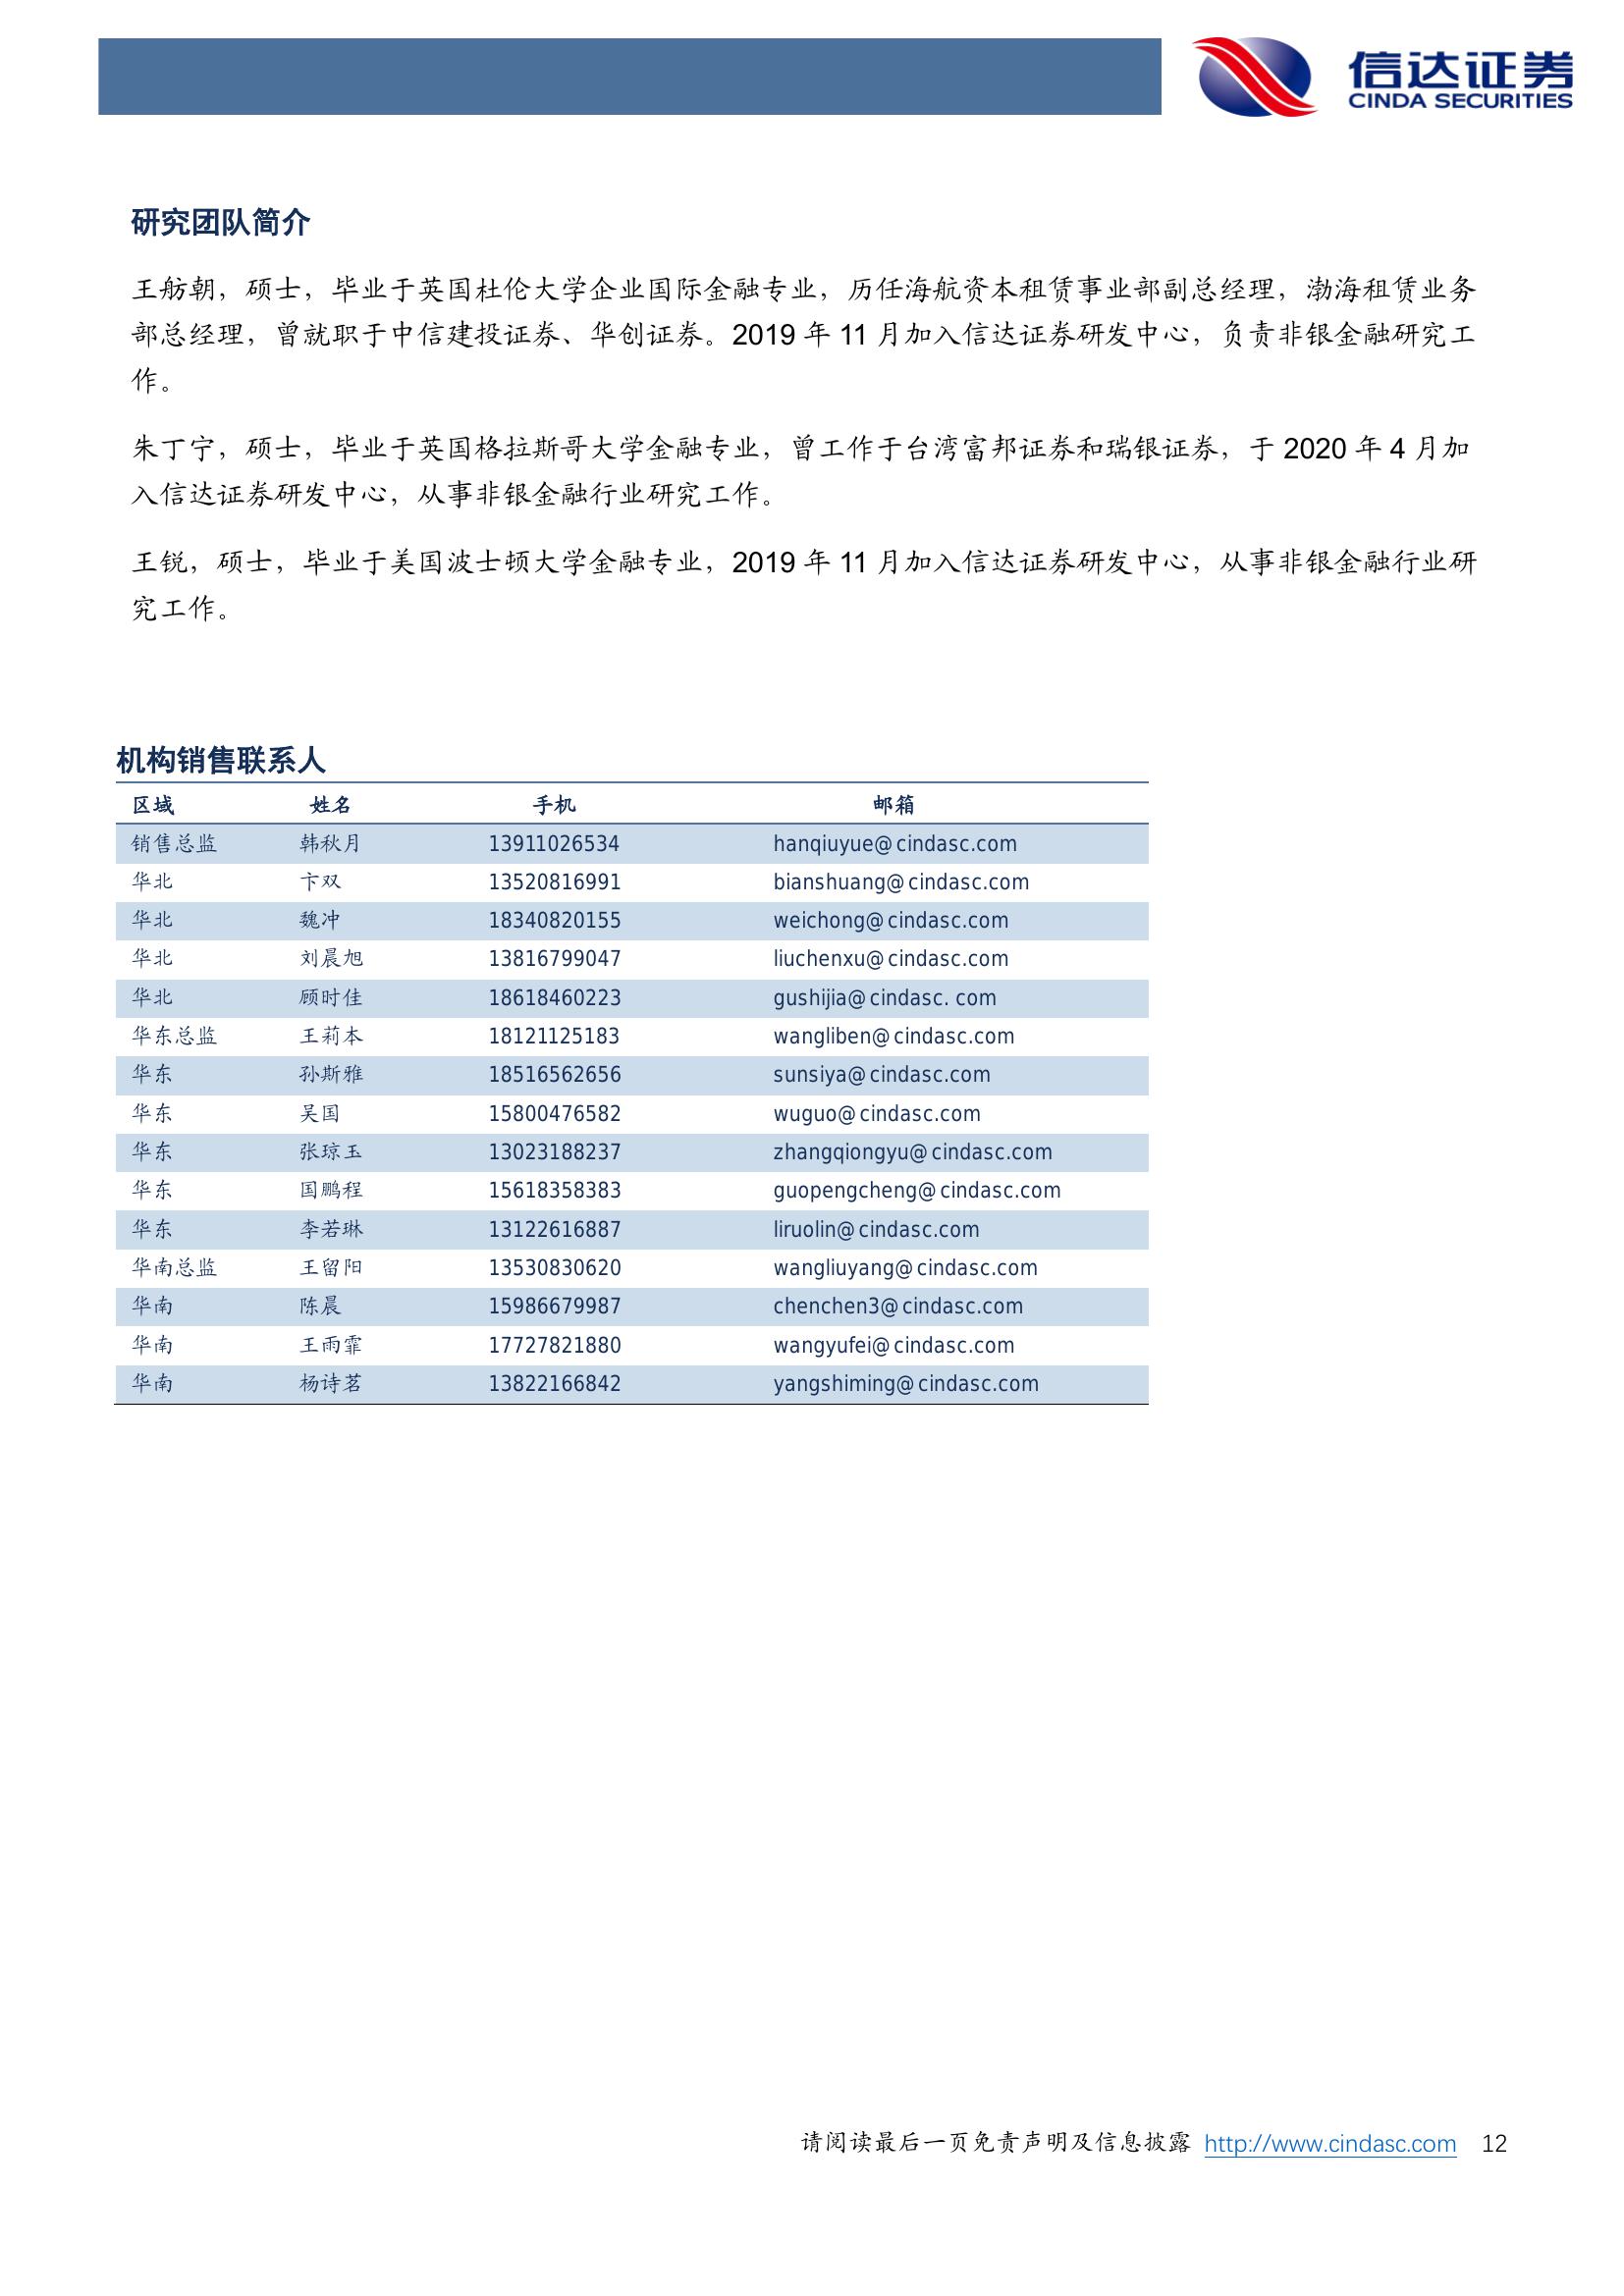 信达证券
CINDA SECURITIES
研究团队简介
王舫朝，硕士，毕业于英国杜伦大学企业国际金融专业，历任海航资本租赁事业部副总经理，渤海租赁业务
部总经理，曾就职于中信建投证券、华创证券。2019 年 11 月加入信达证券研发中心，负责非银金融研究工
作。
朱丁宁，硕士，毕业于英国格拉斯哥大学金融专业，曾工作于台湾富邦证券和瑞银证券，于 2020 年 4 月加
入信达证券研发中心，从事非银金融行业研究工作。
王锐，硕士，毕业于美国波士顿大学金融专业，2019 年 11 月加入信达证券研发中心，从事非银金融行业研
究工作。
机构销售联系人
区域 姓名 手机 邮箱
销售总监 韩秋月 13911026534 hanqiuyue@cindasc.com
华北 卞双 13520816991 bianshuang@cindasc.com
华北 魏冲 18340820155 weichong@cindasc.com
华北 刘晨旭 13816799047 liuchenxu@cindasc.com
华北 顾时佳 18618460223 gushijia@cindasc. com
华东总监 王莉本 18121125183 wangliben@cindasc.com
华东 孙斯雅 18516562656 sunsiya@cindasc.com
华东 吴国 15800476582 wuguo@cindasc.com
华东 张琼玉 13023188237 zhangqiongyu@cindasc.com
华东 国鹏程 15618358383 guopengcheng@cindasc.com
华东 李若琳 13122616887 liruolin@cindasc.com
华南总监 王留阳 13530830620 wangliuyang@cindasc.com
华南 陈晨 15986679987 chenchen3@cindasc.com
华南 王雨霏 17727821880 wangyufei@cindasc.com
华南 杨诗茗 13822166842 yangshiming@cindasc.com
请阅读最后一页免责声明及信息披露 http://www.cindasc.com 12